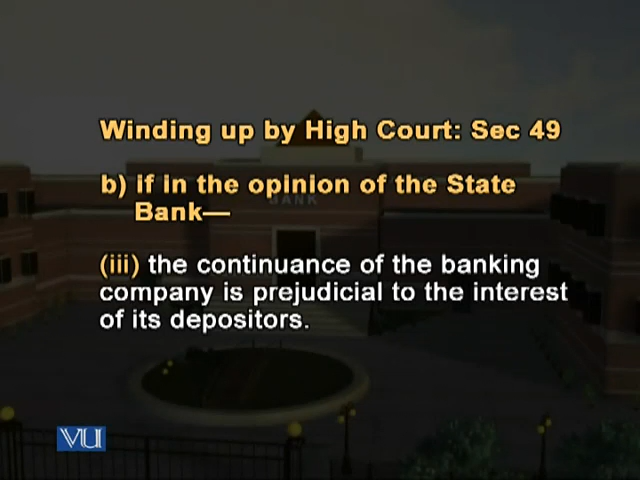 Winding up by High Court: Sec 49
b) if in the opinion of the State
Bank—
BANK
(iii) the continuance of the banking
company is prejudicial to the interest
of its depositors.
VU